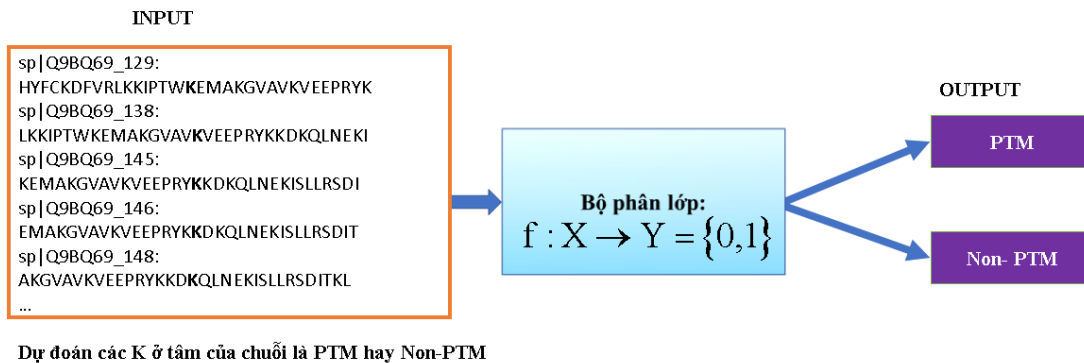 INPUT
sp|Q9BQ69_129:
HYFCKDFVRLKKIPTWKEMAKGVAVKVEEPRYK
sp|Q9BQ69_138:
LKKIPTWKEMAKGVAVKVEEPRYKKDKQLNEKI
sp|Q9BQ69_145:
KEMAKGVAVKVEEPRYKKDKQLNEKISLLRSDI
sp|Q9BQ69_146:
EMAKGVAVKVEEPRYKKDKQLNEKISLLRSDIT
sp|Q9BQ69_148:
AKGVAVKVEEPRYKKDKQLNEKISLLRSDITKL
...
Dự đoán các K ở tâm của chuỗi là PTM hay Non-PTM
Bộ phân lớp:
f : X → Y = {0,1}
OUTPUT
PTM
Non- PTM